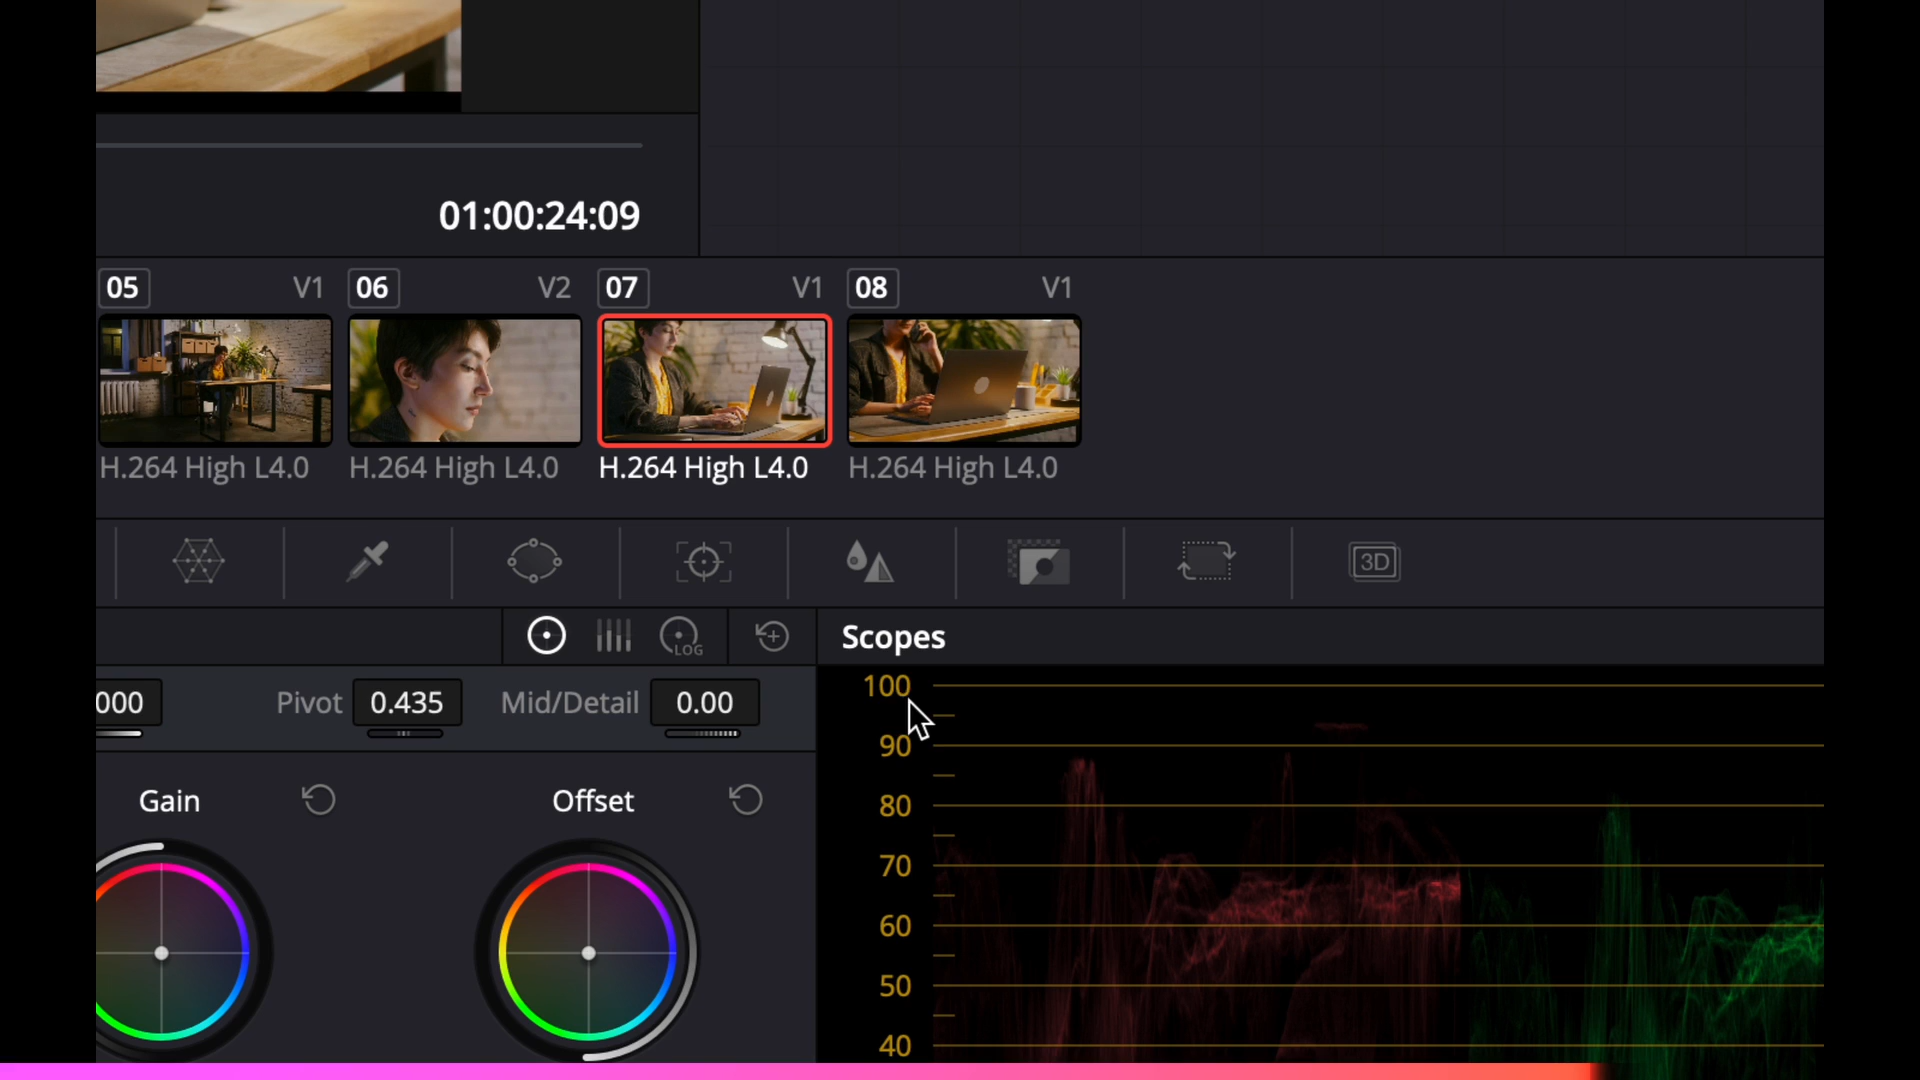 01:00:24:09
05 V1 06 V2 07 V1 08 V1
H.264 High L4.0 H.264 High L4.0 H.264 High L4.0 H.264 High L4.0
3D
LOG
Scopes
000 Pivot 0.435 Mid/Detail 0.00
100
90
Gain Offset
80
70
60
50
40